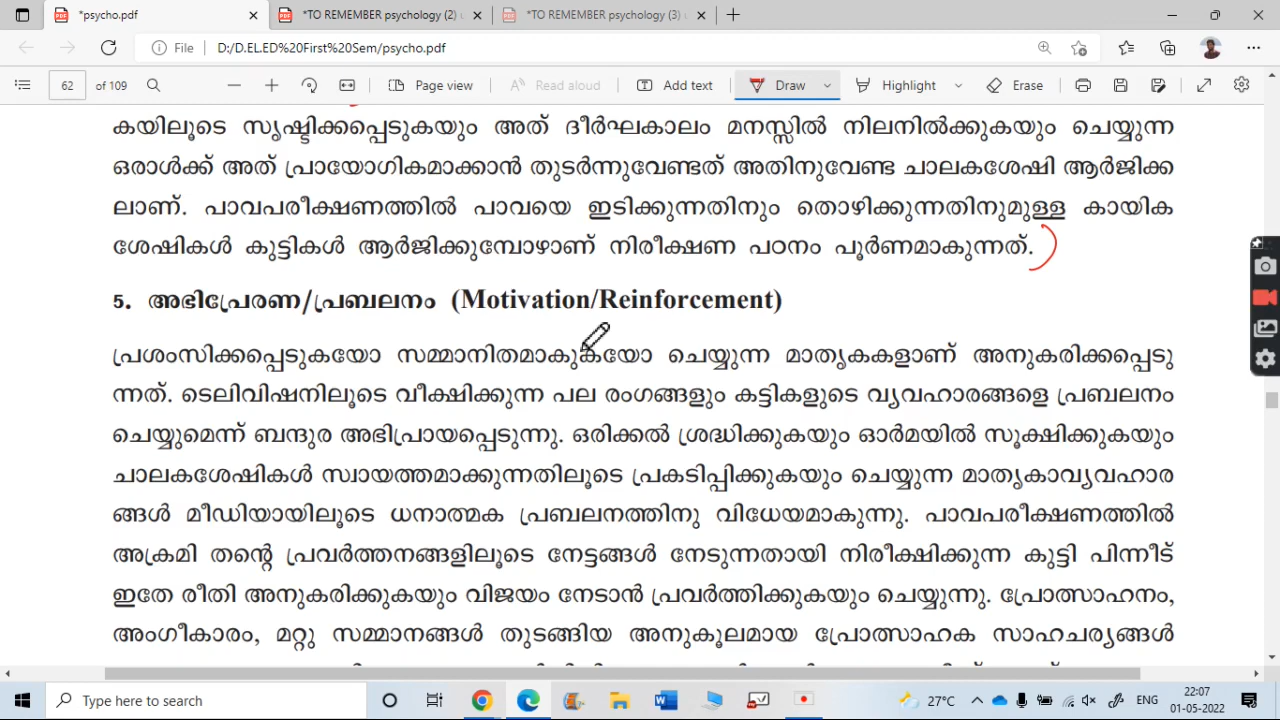 *psycho.pdf
*TO REMEMBER psychology (2)
*TO REMEMBER psychology (3)
File D:/D.EL.ED%20First%20Sem/psycho.pdf
62 of 109 Page view Read aloud Add text Draw Highlight Erase
കയിലൂടെ സൃഷ്ടിക്കപ്പെടുകയും അത് ദീർഘകാലം മനസ്സിൽ നിലനിൽക്കുകയും ചെയ്യുന്ന
ഒരാൾക്ക് അത് പ്രായോഗികമാക്കാൻ തുടർന്നുവേണ്ടത് അതിനുവേണ്ട ചാലകശേഷി ആർജിക്ക
ലാണ്. പാവപരീക്ഷണത്തിൽ പാവയെ ഇടിക്കുന്നതിനും തൊഴിക്കുന്നതിനുമുള്ള കായിക
ശേഷികൾ കുട്ടികൾ ആർജിക്കുമ്പോഴാണ് നിരീക്ഷണ പഠനം പൂർണമാകുന്നത്.
5. അഭിപ്രേരണ/പ്രബലനം (Motivation/Reinforcement)
പ്രശംസിക്കപ്പെടുകയോ സമ്മാനിതമാകുകയോ ചെയ്യുന്ന മാതൃകകളാണ് അനുകരിക്കപ്പെടു
ന്നത്. ടെലിവിഷനിലൂടെ വീക്ഷിക്കുന്ന പല രംഗങ്ങളും കട്ടികളുടെ വ്യവഹാരങ്ങളെ പ്രബലനം
ചെയ്യുമെന്ന് ബന്ദുര അഭിപ്രായപ്പെടുന്നു. ഒരിക്കൽ ശ്രദ്ധിക്കുകയും ഓർമയിൽ സൂക്ഷിക്കുകയും
ചാലകശേഷികൾ സ്വായത്തമാക്കുന്നതിലൂടെ പ്രകടിപ്പിക്കുകയും ചെയ്യുന്ന മാതൃകാവ്യവഹാര
ങ്ങൾ മീഡിയായിലൂടെ ധനാത്മക പ്രബലനത്തിനു വിധേയമാകുന്നു. പാവപരീക്ഷണത്തിൽ
അക്രമി തന്റെ പ്രവർത്തനങ്ങളിലൂടെ നേട്ടങ്ങൾ നേടുന്നതായി നിരീക്ഷിക്കുന്ന കുട്ടി പിന്നീട്
ഇതേ രീതി അനുകരിക്കുകയും വിജയം നേടാൻ പ്രവർത്തിക്കുകയും ചെയ്യുന്നു. പ്രോത്സാഹനം,
അംഗീകാരം, മറ്റു സമ്മാനങ്ങൾ തുടങ്ങിയ അനുകൂലമായ പ്രോത്സാഹക സാഹചര്യങ്ങൾ
Type here to search 27°C ENG 22:07
01-05-2022